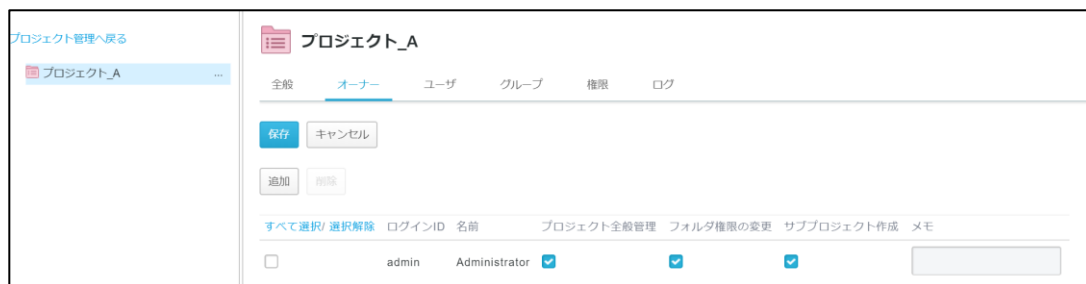 プロジェクト管理へ戻る
プロジェクト_A
...
プロジェクト_A
全般 オーナー ユーザ グループ 権限 ログ
保存 キャンセル
追加 削除
すべて選択/ 選択解除 ログインID 名前 プロジェクト全般管理 フォルダ権限の変更 サブプロジェクト作成 メモ
admin Administrator